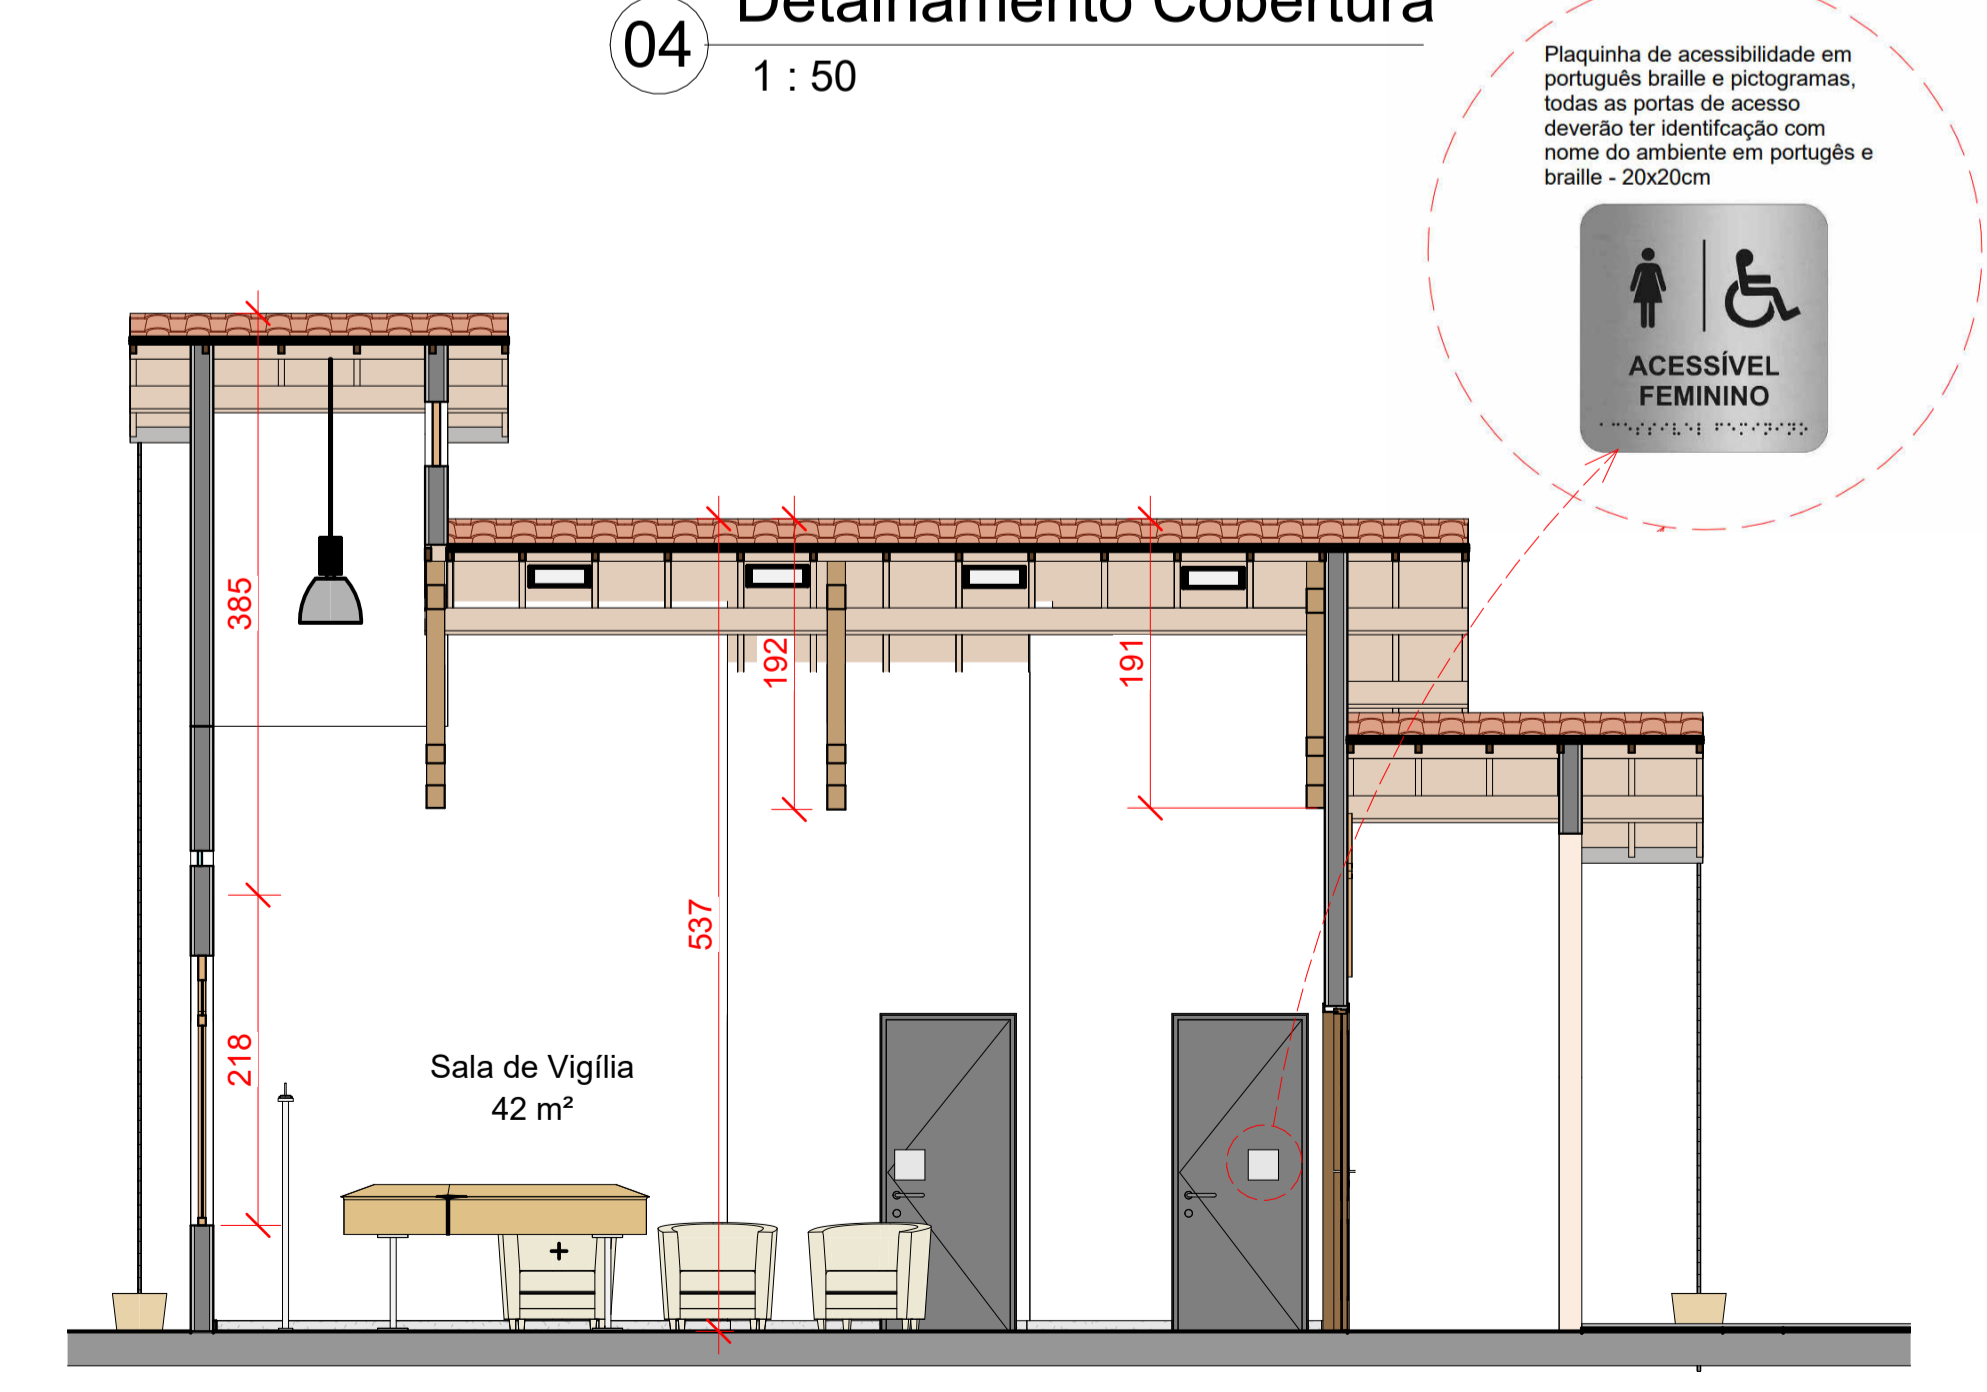 Detalhamento Cobertura
04
1 : 50
Plaquinha de acessibilidade em
português braille e pictogramas,
todas as portas de acesso
deverão ter identifcação com
nome do ambiente em portugês e
braille - 20x20cm
ACESSÍVEL
FEMININO
385
192
191
537
218
Sala de Vigília
42 m²